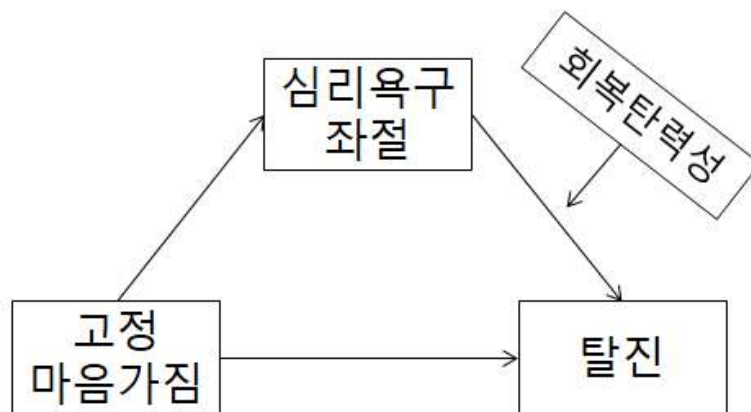 심리욕구
좌절
회복탄력성
고정
마음가짐
탈진